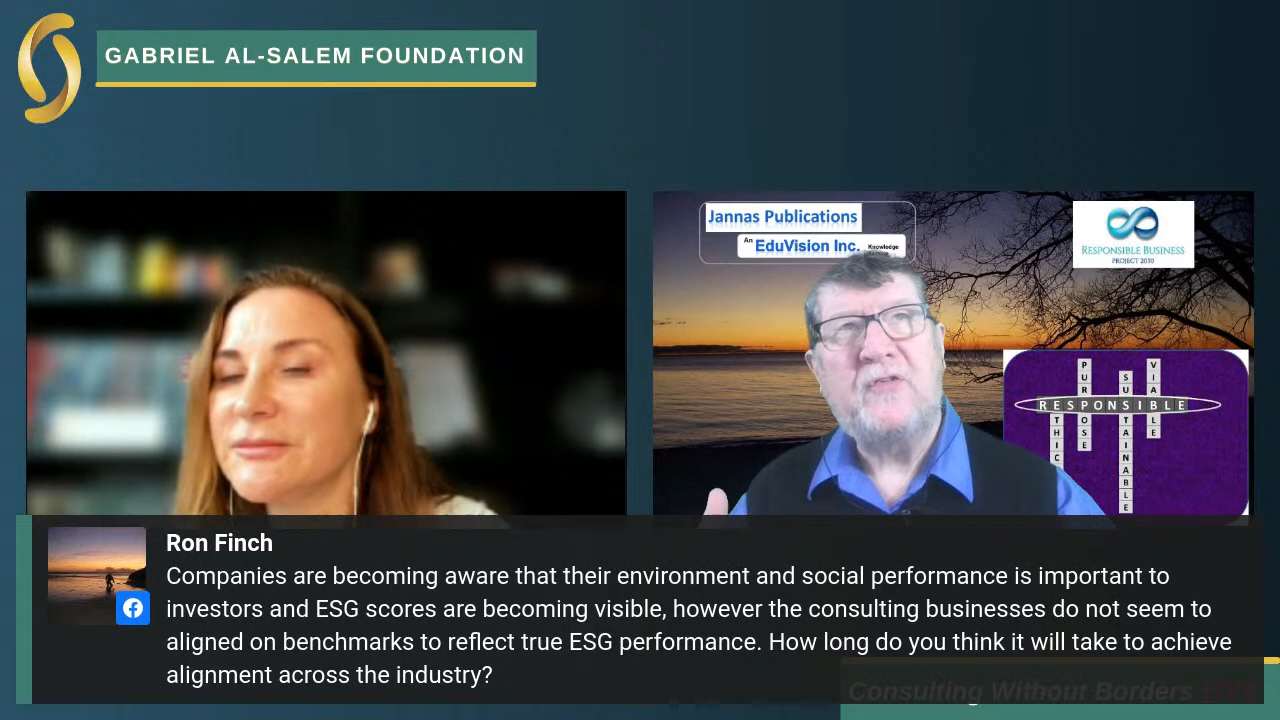 GABRIEL AL-SALEM FOUNDATION
Jannas Publications
An EduVision Inc. Knowledge
RESPONSIBLE BUSINESS
PROJECT 2030
PURPOSE
SUSTAINABLE
VIABLE
RESPONSIBLE
Ron Finch
Companies are becoming aware that their environment and social performance is important to
investors and ESG scores are becoming visible, however the consulting businesses do not seem to
aligned on benchmarks to reflect true ESG performance. How long do you think it will take to achieve
alignment across the industry?
Consulting Without Borders LIVE